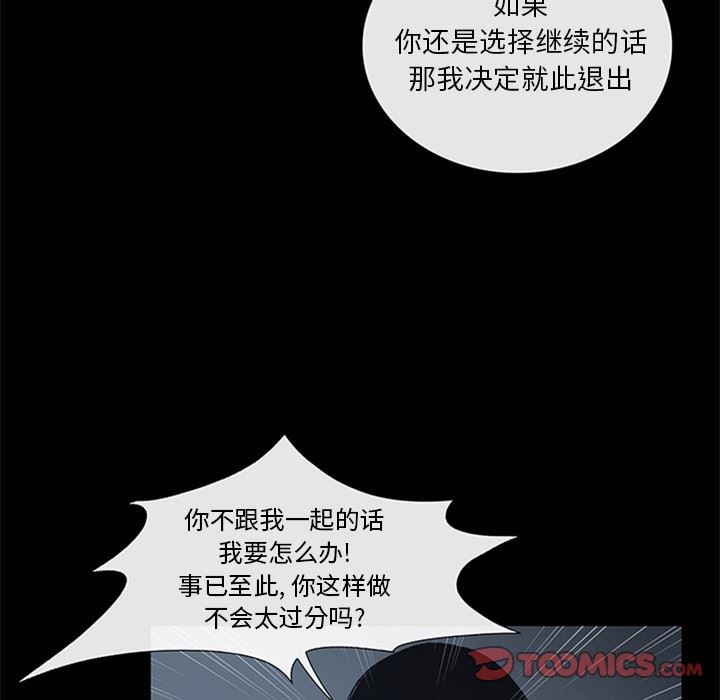 如果
你还是选择继续的话
那我决定就此退出
你不跟我一起的话
我要怎么办!
事已至此, 你这样做
不会太过分吗?
TOOMICS.COM